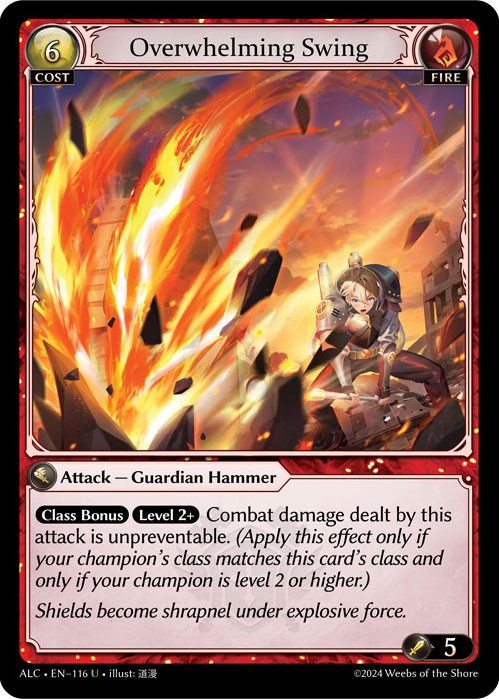 6
Overwhelming Swing
COST
FIRE
Attack — Guardian Hammer
Class Bonus Level 2+ Combat damage dealt by this
attack is unpreventable. (Apply this effect only if
your champion's class matches this card's class and
only if your champion is level 2 or higher.)
Shields become shrapnel under explosive force.
5
ALC • EN–116 U • illust: 道漫
©2024 Weebs of the Shore